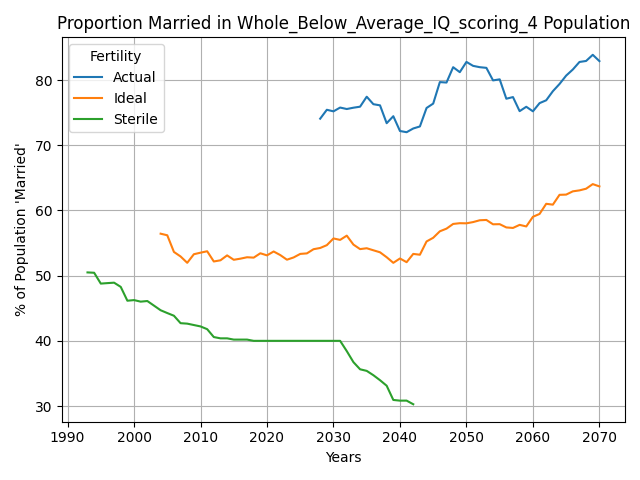 Proportion Married in Whole_Below_Average_IQ_scoring_4 Population
% of Population 'Married'
Fertility
Actual
Ideal
Sterile
80
70
60
50
40
30
1990 2000 2010 2020 2030 2040 2050 2060 2070
Years